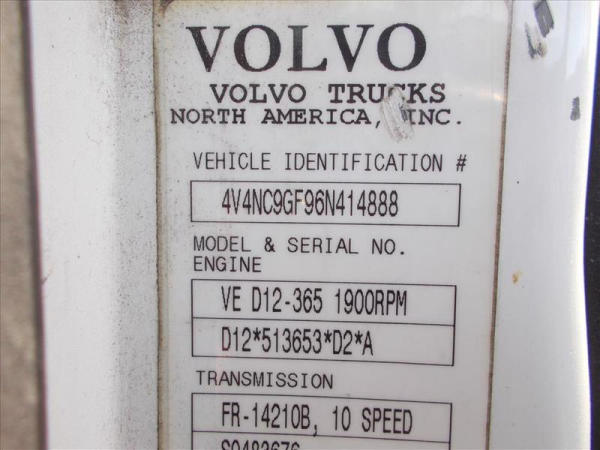 VOLVO
VOLVO TRUCKS
NORTH AMERICA, INC.
VEHICLE IDENTIFICATION #
4V4NC9GF96N414888
MODEL & SERIAL NO.
ENGINE
VE D12-365 1900RPM
D12*513653*D2*A
TRANSMISSION
FR-14210B, 10 SPEED